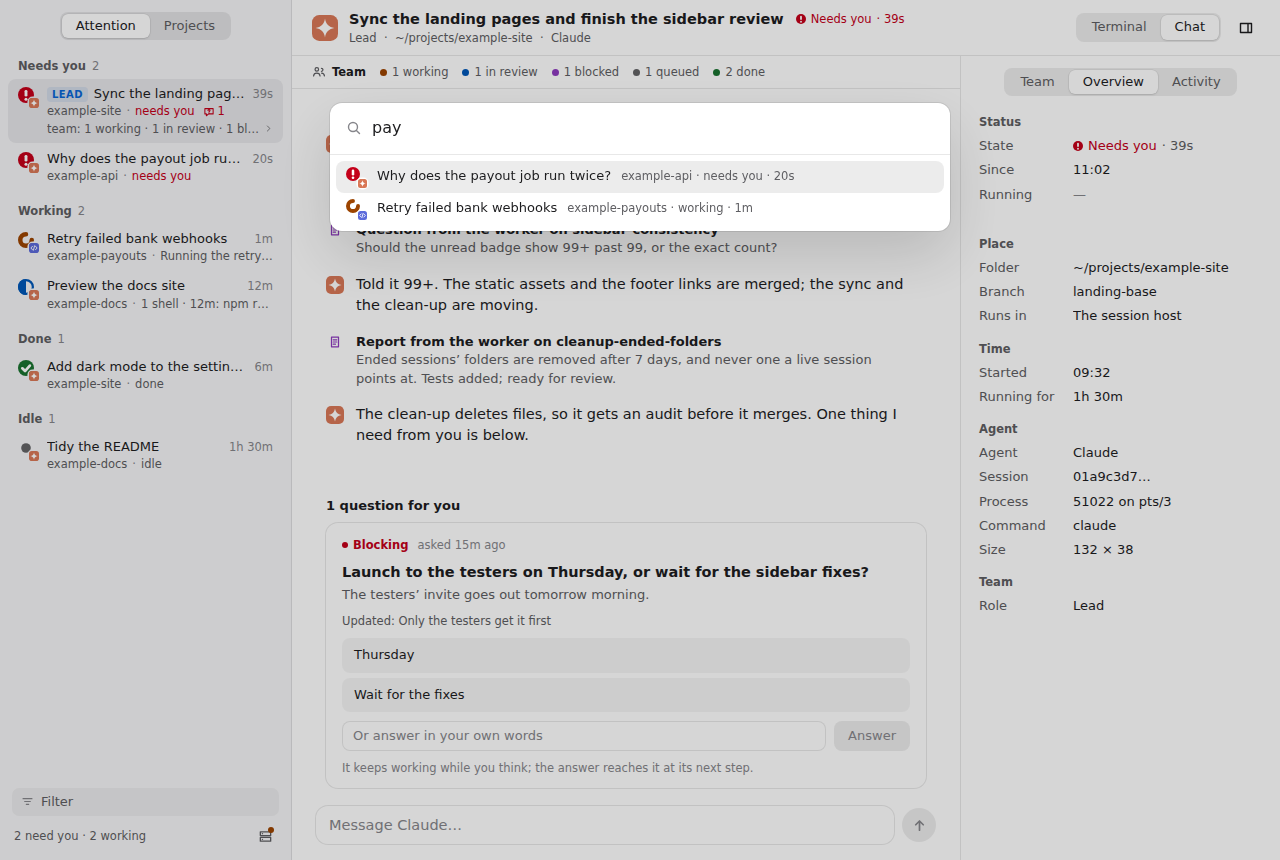 Attention Projects
Needs you 2
LEAD Sync the landing pag… 39s
example-site · needs you 1
team: 1 working · 1 in review · 1 bl…
Why does the payout job ru… 20s
example-api · needs you
Working 2
Retry failed bank webhooks 1m
example-payouts · Running the retry…
Preview the docs site 12m
example-docs · 1 shell · 12m: npm r…
Done 1
Add dark mode to the settin… 6m
example-site · done
Idle 1
Tidy the README 1h 30m
example-docs · idle
Filter
2 need you · 2 working
Sync the landing pages and finish the sidebar review Needs you · 39s
Lead · ~/projects/example-site · Claude
Terminal Chat
Team 1 working 1 in review 1 blocked 1 queued 2 done
pay
Why does the payout job run twice? example-api · needs you · 20s
Retry failed bank webhooks example-payouts · working · 1m
Question from the worker on sidebar-consistency
Should the unread badge show 99+ past 99, or the exact count?
Told it 99+. The static assets and the footer links are merged; the sync and
the clean-up are moving.
Report from the worker on cleanup-ended-folders
Ended sessions’ folders are removed after 7 days, and never one a live session
points at. Tests added; ready for review.
The clean-up deletes files, so it gets an audit before it merges. One thing I
need from you is below.
1 question for you
Blocking asked 15m ago
Launch to the testers on Thursday, or wait for the sidebar fixes?
The testers’ invite goes out tomorrow morning.
Updated: Only the testers get it first
Thursday
Wait for the fixes
Or answer in your own words Answer
It keeps working while you think; the answer reaches it at its next step.
Message Claude…
Team Overview Activity
Status
State Needs you · 39s
Since 11:02
Running —
Place
Folder ~/projects/example-site
Branch landing-base
Runs in The session host
Time
Started 09:32
Running for 1h 30m
Agent
Agent Claude
Session 01a9c3d7…
Process 51022 on pts/3
Command claude
Size 132 × 38
Team
Role Lead